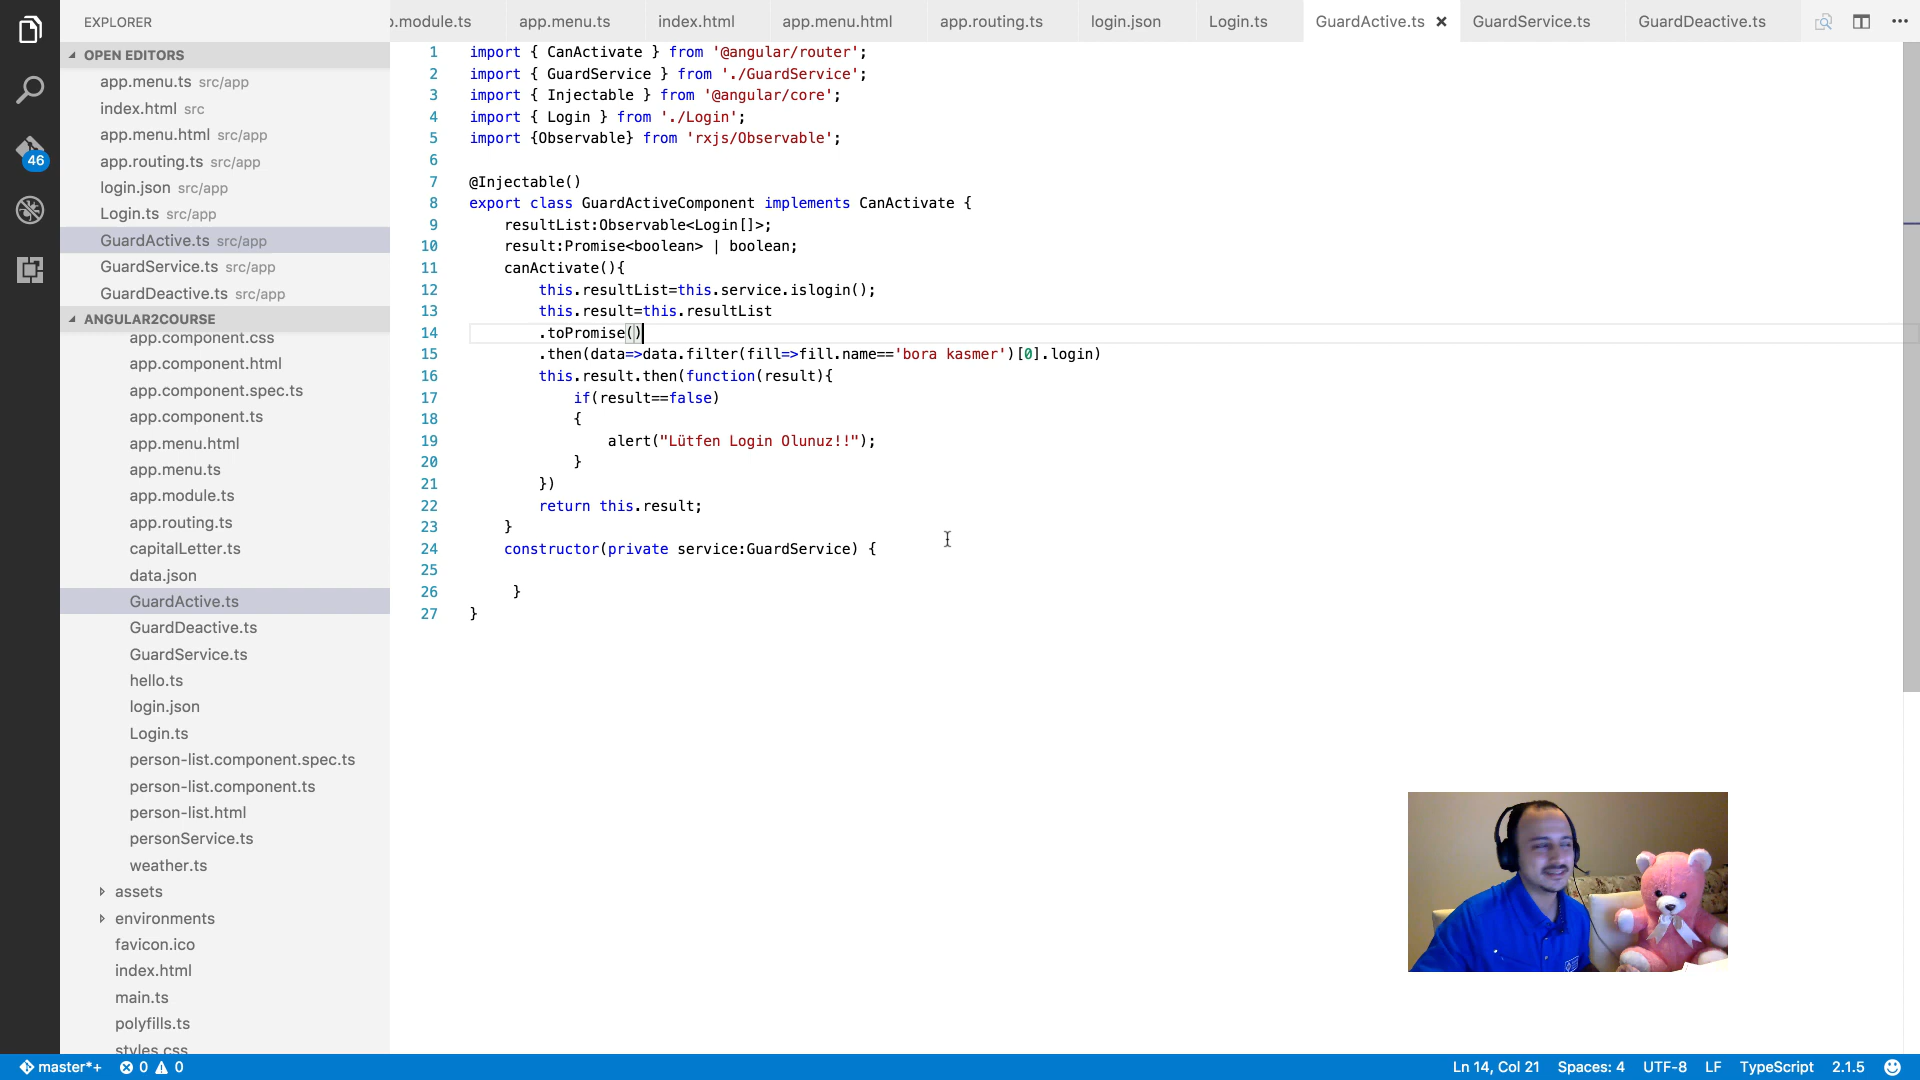 EXPLORER
.module.ts
app.menu.ts
index.html
app.menu.html
app.routing.ts
login.json
Login.ts
GuardActive.ts
GuardService.ts
GuardDeactive.ts
OPEN EDITORS
app.menu.ts src/app
index.html src
app.menu.html src/app
app.routing.ts src/app
login.json src/app
Login.ts src/app
GuardActive.ts src/app
GuardService.ts src/app
GuardDeactive.ts src/app
46
ANGULAR2COURSE
app.component.css
app.component.html
app.component.spec.ts
app.component.ts
app.menu.html
app.menu.ts
app.module.ts
app.routing.ts
capitalLetter.ts
data.json
GuardActive.ts
GuardDeactive.ts
GuardService.ts
hello.ts
login.json
Login.ts
person-list.component.spec.ts
person-list.component.ts
person-list.html
personService.ts
weather.ts
assets
environments
favicon.ico
index.html
main.ts
polyfills.ts
styles.css
1 import { CanActivate } from '@angular/router';
2 import { GuardService } from './GuardService';
3 import { Injectable } from '@angular/core';
4 import { Login } from './Login';
5 import {Observable} from 'rxjs/Observable';
6
7 @Injectable()
8 export class GuardActiveComponent implements CanActivate {
9 resultList:Observable<Login[]>;
10 result:Promise<boolean> | boolean;
11 canActivate(){
12 this.resultList=this.service.islogin();
13 this.result=this.resultList
14 .toPromise()
15 .then(data=>data.filter(fill=>fill.name=='bora kasmer')[0].login)
16 this.result.then(function(result){
17 if(result==false)
18 {
19 alert("Lütfen Login Olunuz!!");
20 }
21 })
22 return this.result;
23 }
24 constructor(private service:GuardService) {
25
26 }
27 }
master*+
0
0
Ln 14, Col 21
Spaces: 4
UTF-8
LF
TypeScript
2.1.5